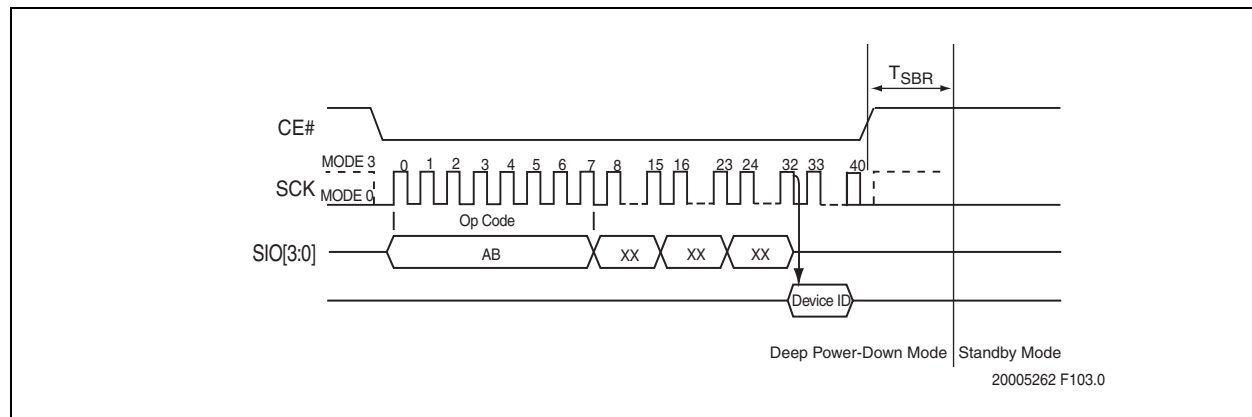 TSBR
CE#
MODE 3
0 1 2 3 4 5 6 7 8 15 16 23 24 32 33 40
SCK
MODE 0
Op Code
SIO[3:0]
AB XX XX XX
Device ID
Deep Power-Down Mode Standby Mode
20005262 F103.0